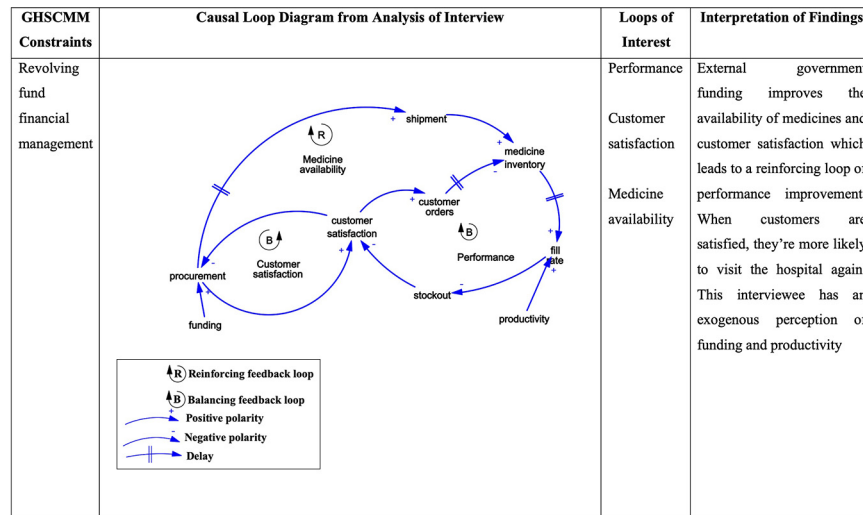 GHSCMM
Constraints
Causal Loop Diagram from Analysis of Interview
Loops of
Interest
Interpretation of Findings
Revolving
fund
financial
management
+
shipment
R
Medicine
availability
+
medicine
inventory
-
customer
orders
+
customer
satisfaction
B
Customer
satisfaction
+
-
B
Performance
+
fill
rate
+
-
procurement
+
-
stockout
funding
productivity
R Reinforcing feedback loop
B Balancing feedback loop
+
Positive polarity
-
Negative polarity
Delay
Performance
Customer
satisfaction
Medicine
availability
External government
funding improves the
availability of medicines and
customer satisfaction which
leads to a reinforcing loop of
performance improvement
When customers are
satisfied, they're more likely
to visit the hospital again
This interviewee has an
exogenous perception of
funding and productivity